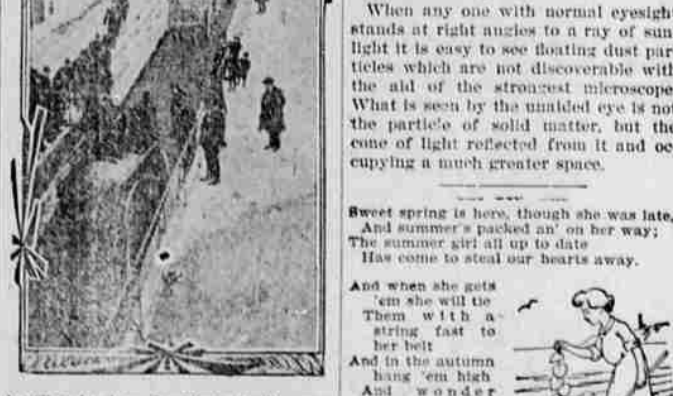 When any one with normal eyesight
stands at right angles to a ray of sun
light it is easy to see floating dust par
ticles which are not discoverable with
the aid of the strongest microscope
What is seen by the unaided eye is not
the particle of solid matter, but the
cone of light reflected from it and oc
cupying a much greater space.
Sweet spring is here, though she was late,
And summer's packed an' on her way;
The summer girl all up to date
Has come to steal our hearts away.
And when she gets
'em she will tie
Them with a
string fast to
her belt
And in the autumn
hang 'em high
And wonder